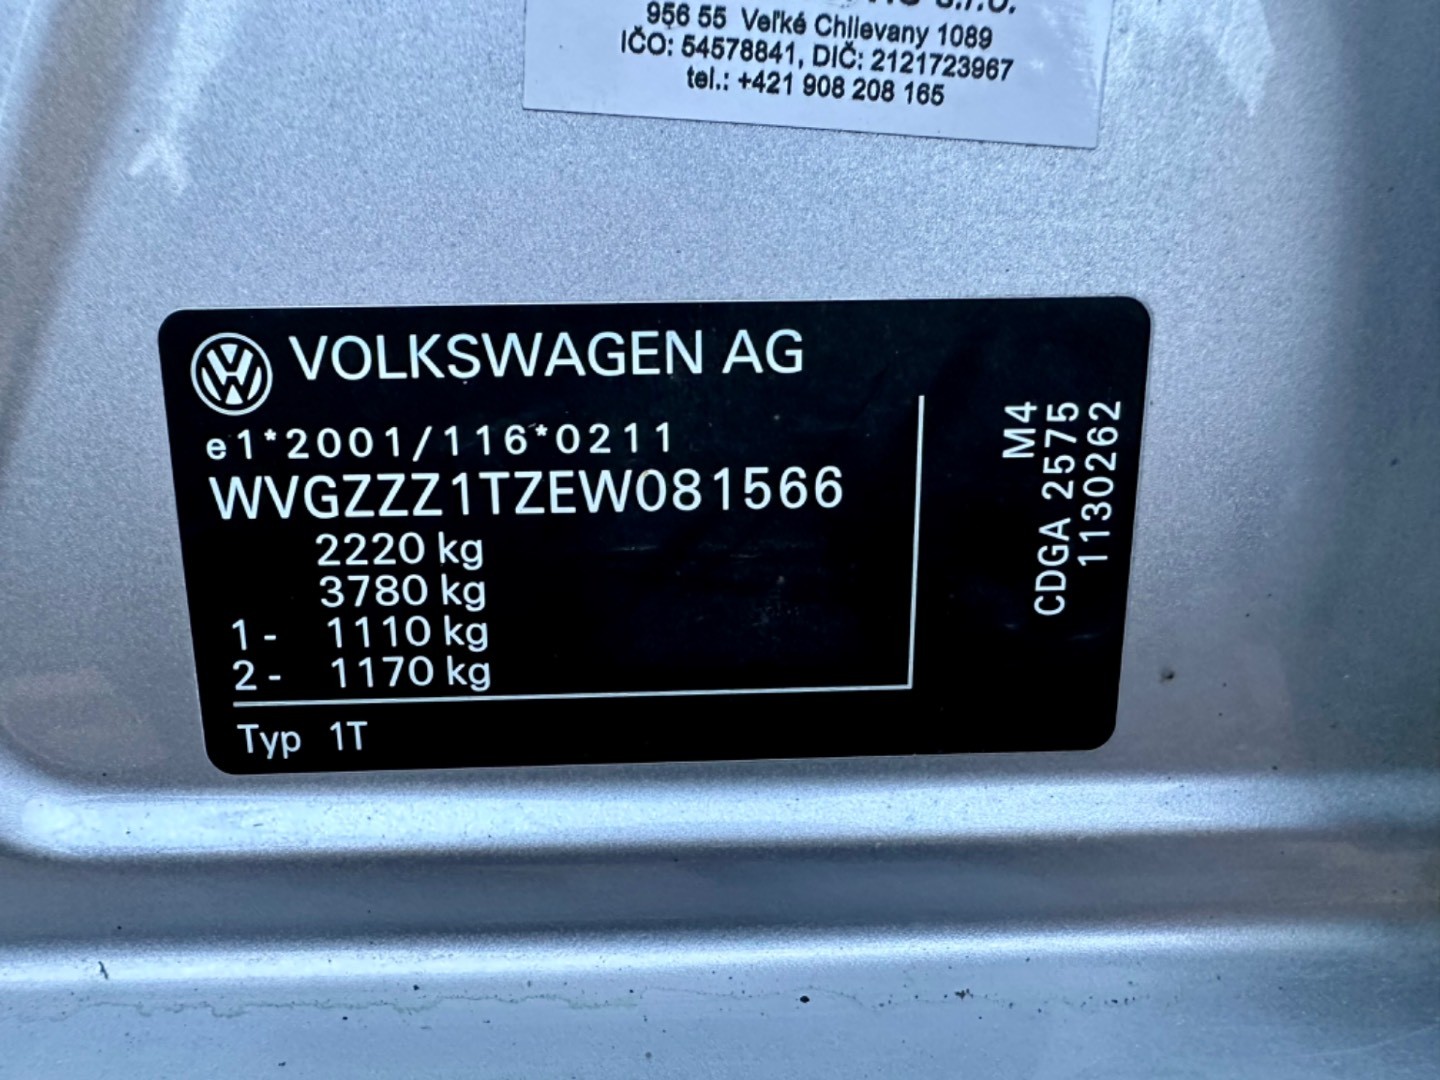 s.r.o.
956 55 Veľké Chlievany 1089
IČO: 54578841, DIČ: 2121723967
tel.: +421 908 208 165
VOLKSWAGEN AG
e1*2001/116*0211
WVGZZZ1TZEW081566
2220 kg
3780 kg
1- 1110 kg
2- 1170 kg
Typ 1T
M4
CDGA 2575
1130262